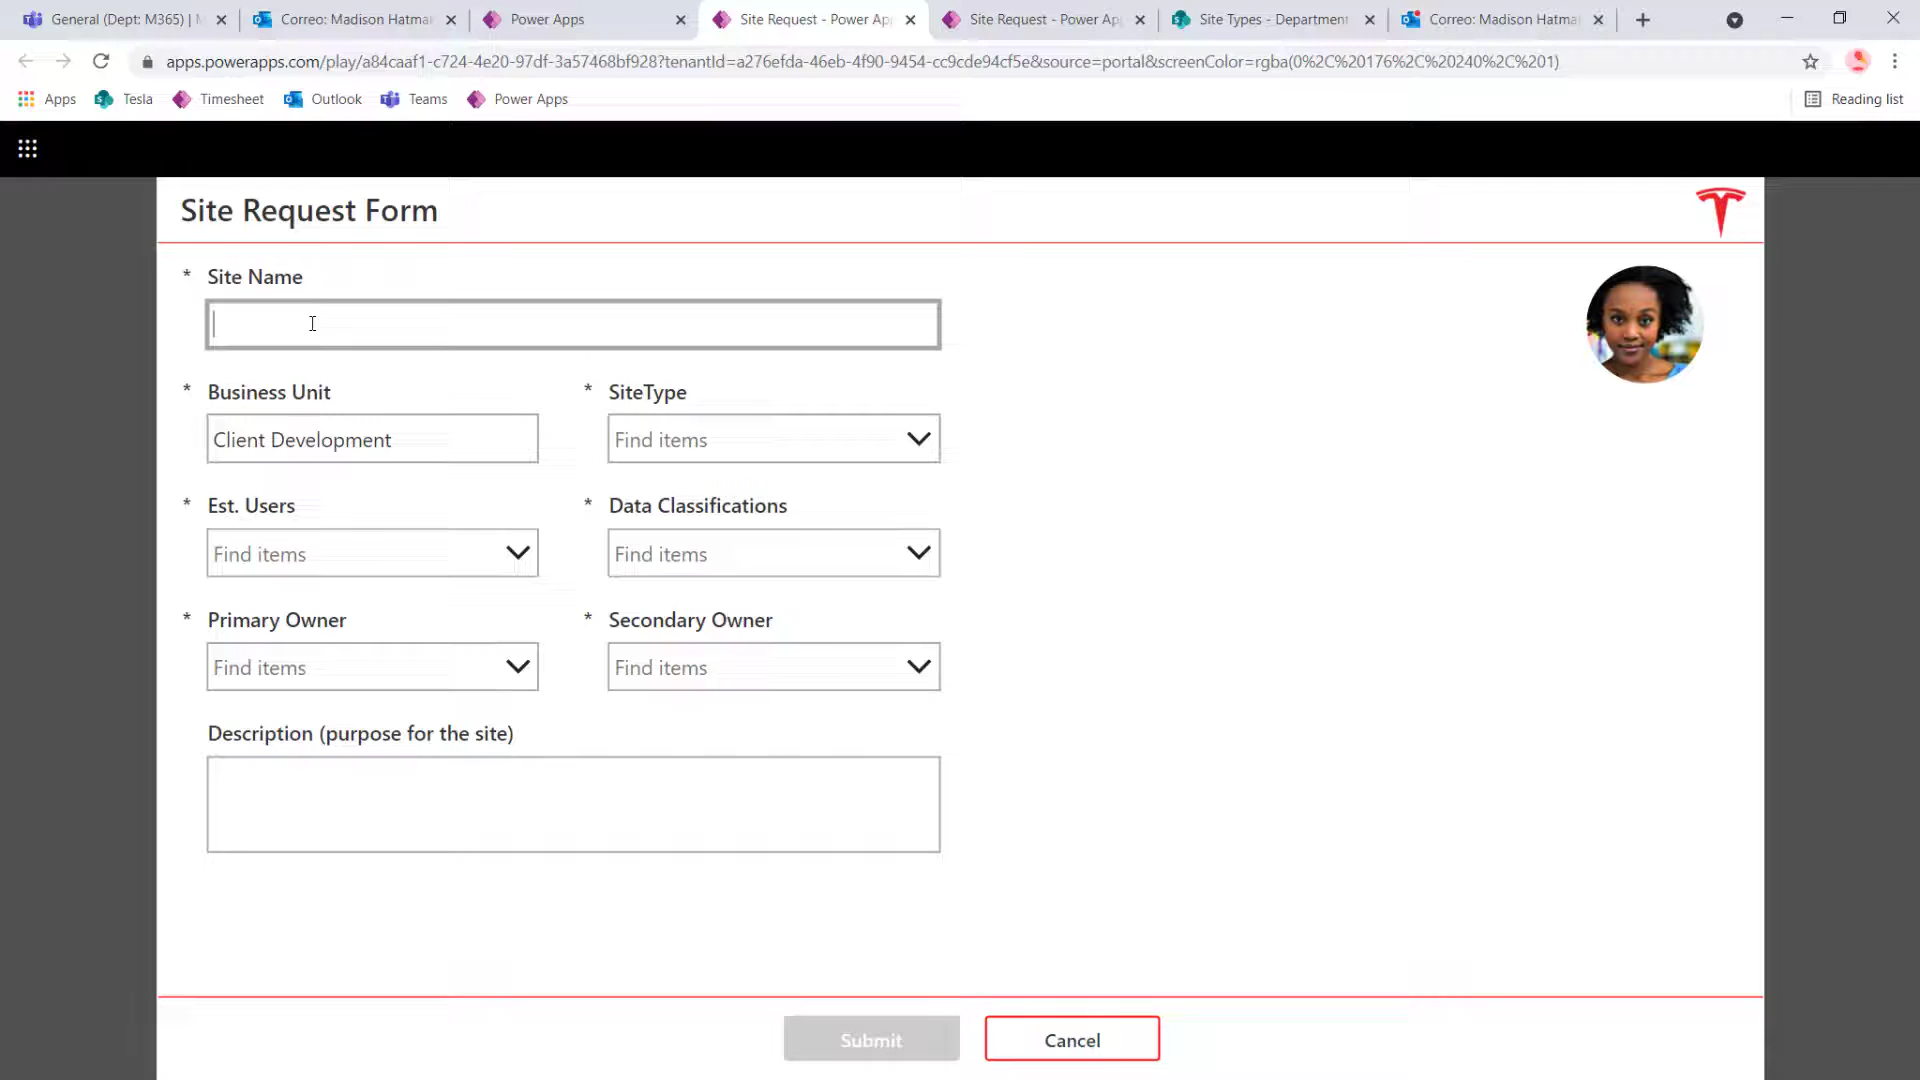 General (Dept: M365) | M
Correo: Madison Hatma
Power Apps
Site Request - Power Ap
Site Request - Power Ap
Site Types - Department
Correo: Madison Hatma
apps.powerapps.com/play/a84caaf1-c724-4e20-97df-3a57468bf928?tenantId=a276efda-46eb-4f90-9454-cc9cde94cf5e&source=portal&screenColor=rgba(0%2C%20176%2C%20240%2C%201)
Apps
Tesla
Timesheet
Outlook
Teams
Power Apps
Reading list
Site Request Form
* Site Name
* Business Unit
* SiteType
Client Development
Find items
* Est. Users
* Data Classifications
Find items
Find items
* Primary Owner
* Secondary Owner
Find items
Find items
Description (purpose for the site)
Submit
Cancel